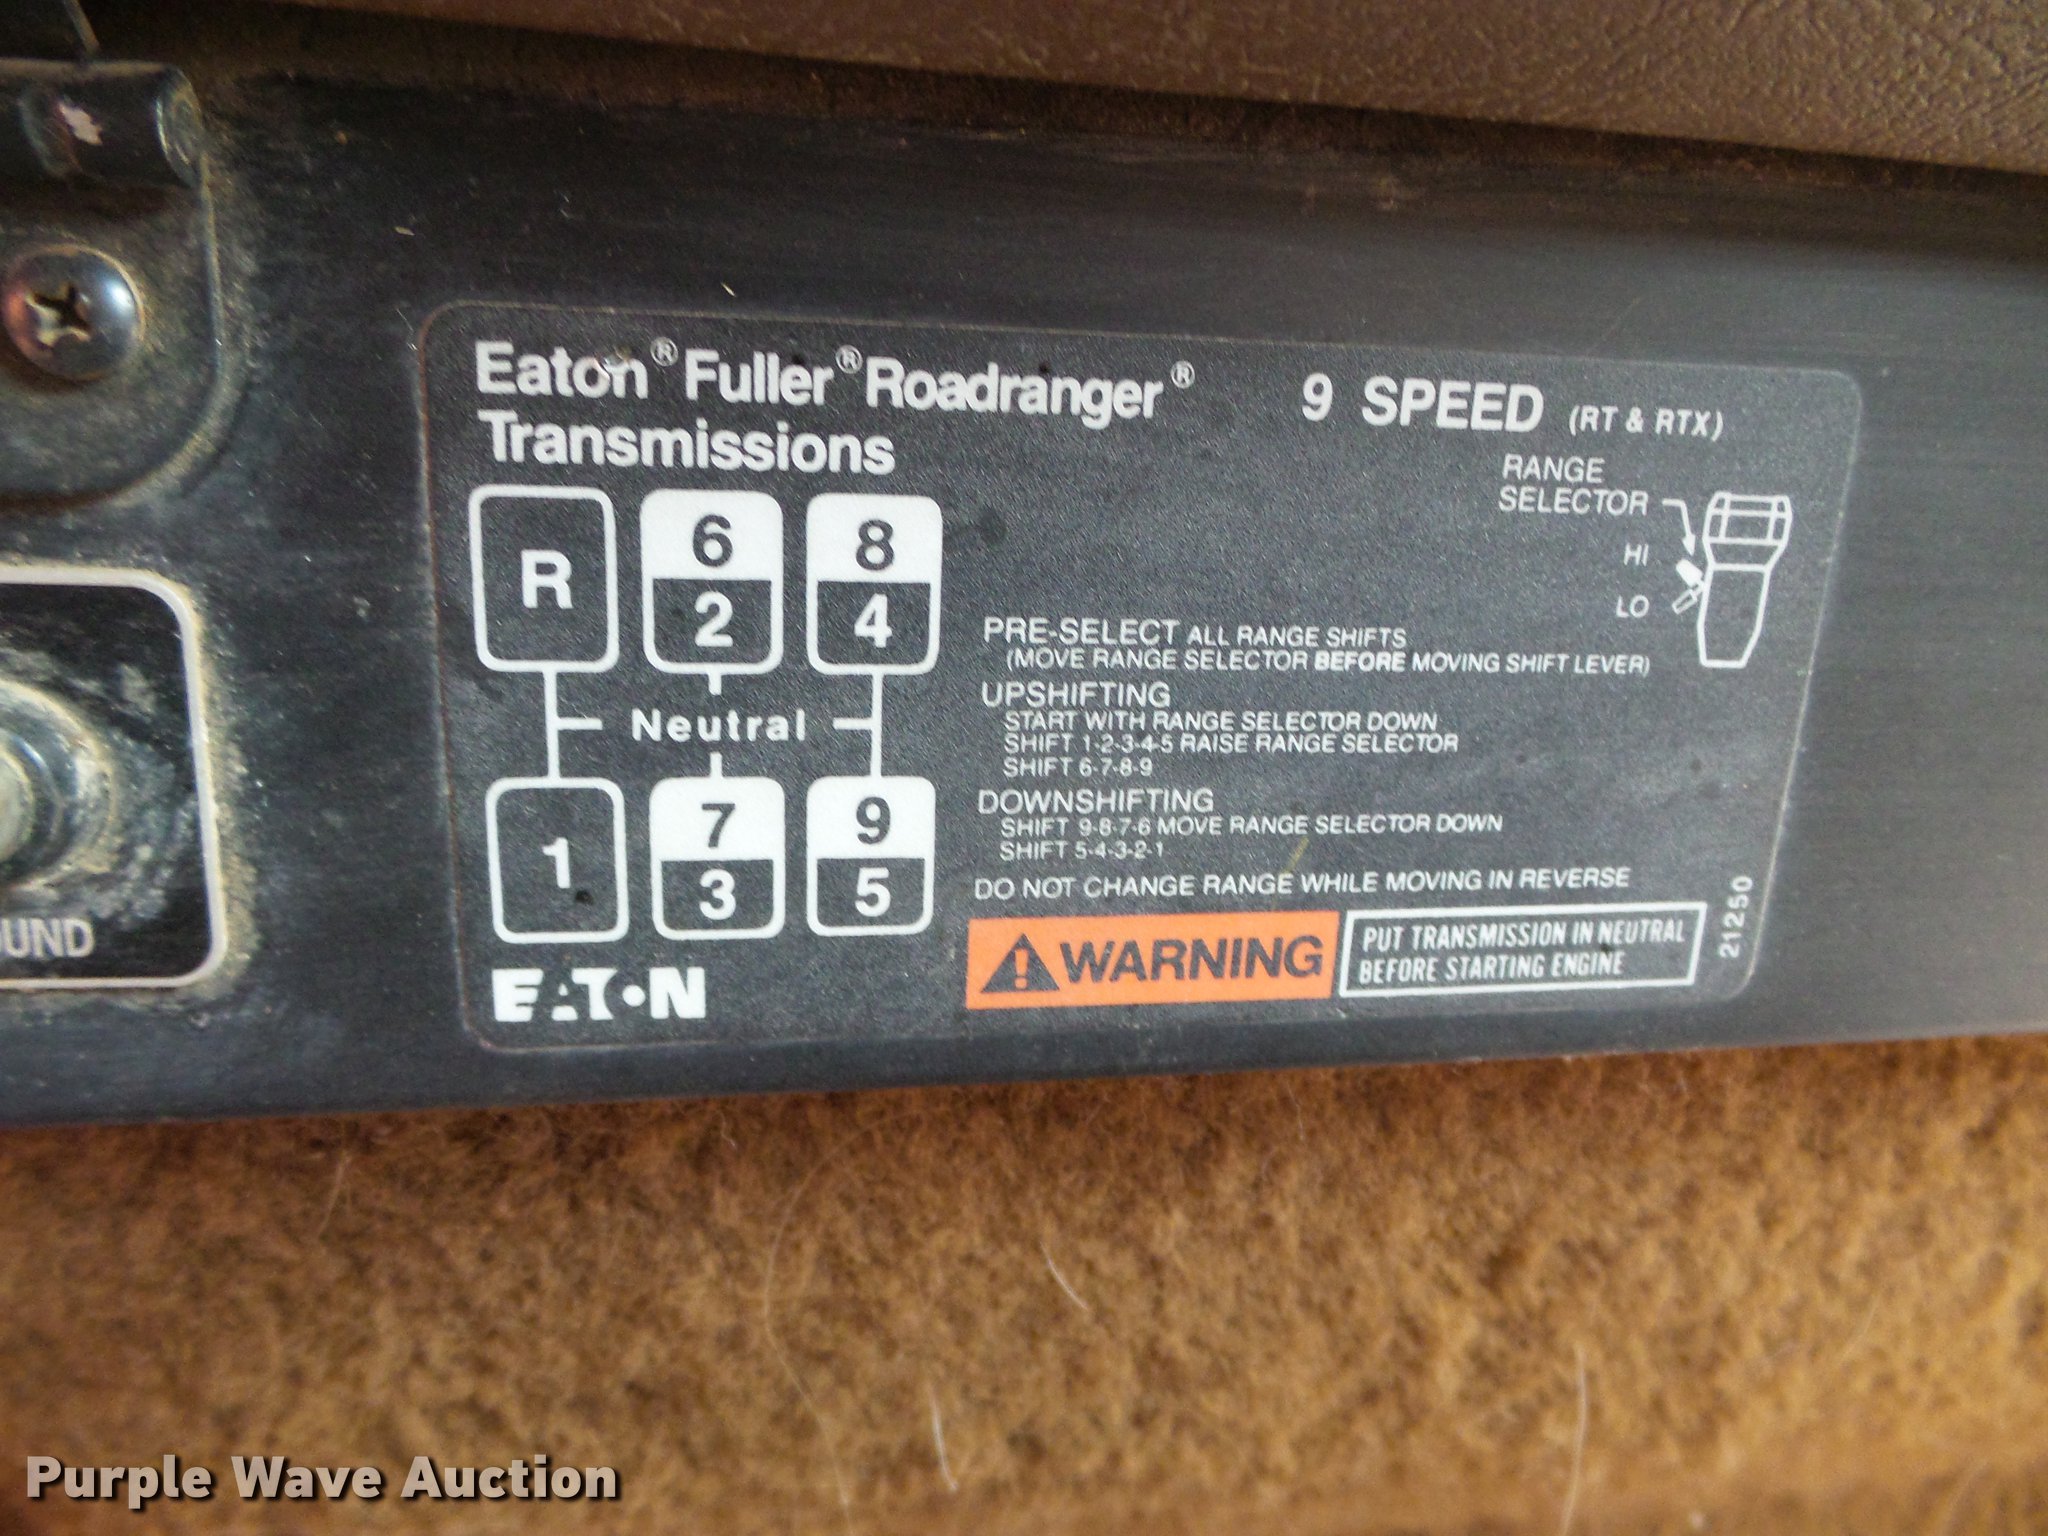 Eaton® Fuller® Roadranger®
Transmissions
9 SPEED (RT & RTX)
RANGE
SELECTOR
HI
LO
R
6
2
8
4
Neutral
1
7
3
9
5
PRE-SELECT ALL RANGE SHIFTS
(MOVE RANGE SELECTOR BEFORE MOVING SHIFT LEVER)
UPSHIFTING
START WITH RANGE SELECTOR DOWN
SHIFT 1-2-3-4-5 RAISE RANGE SELECTOR
SHIFT 6-7-8-9
DOWNSHIFTING
SHIFT 9-8-7-6 MOVE RANGE SELECTOR DOWN
SHIFT 5-4-3-2-1
DO NOT CHANGE RANGE WHILE MOVING IN REVERSE
WARNING
PUT TRANSMISSION IN NEUTRAL
BEFORE STARTING ENGINE
21250
EATON
Purple Wave Auction